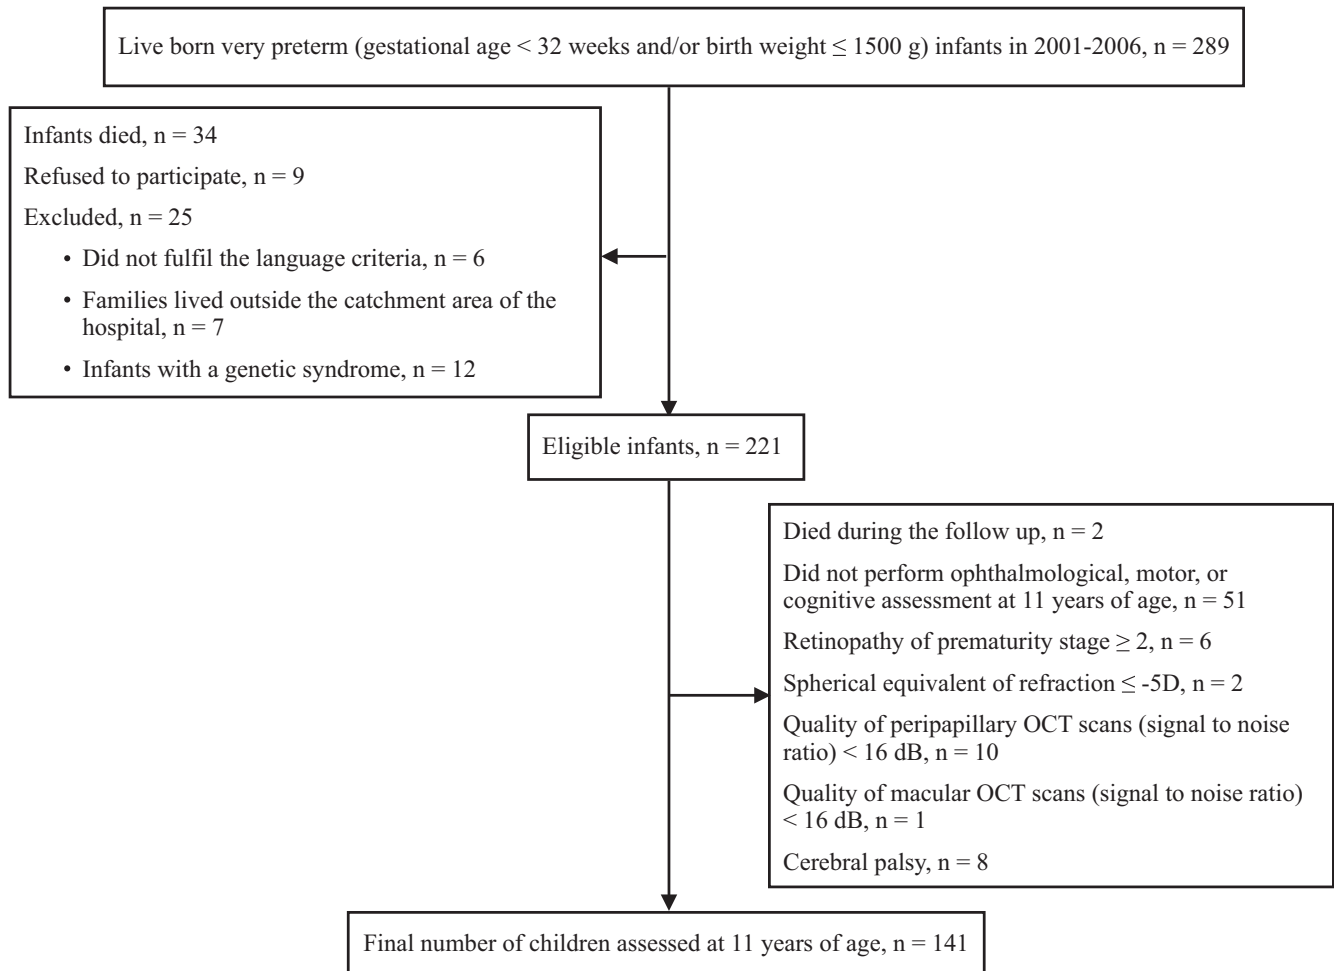 Live born very preterm (gestational age < 32 weeks and/or birth weight ≤ 1500 g) infants in 2001-2006, n = 289
Infants died, n = 34
Refused to participate, n = 9
Excluded, n = 25
• Did not fulfil the language criteria, n = 6
• Families lived outside the catchment area of the
hospital, n = 7
• Infants with a genetic syndrome, n = 12
Eligible infants, n = 221
Died during the follow up, n = 2
Did not perform ophthalmological, motor, or
cognitive assessment at 11 years of age, n = 51
Retinopathy of prematurity stage ≥ 2, n = 6
Spherical equivalent of refraction ≤ -5D, n = 2
Quality of peripapillary OCT scans (signal to noise
ratio) < 16 dB, n = 10
Quality of macular OCT scans (signal to noise ratio)
< 16 dB, n = 1
Cerebral palsy, n = 8
Final number of children assessed at 11 years of age, n = 141